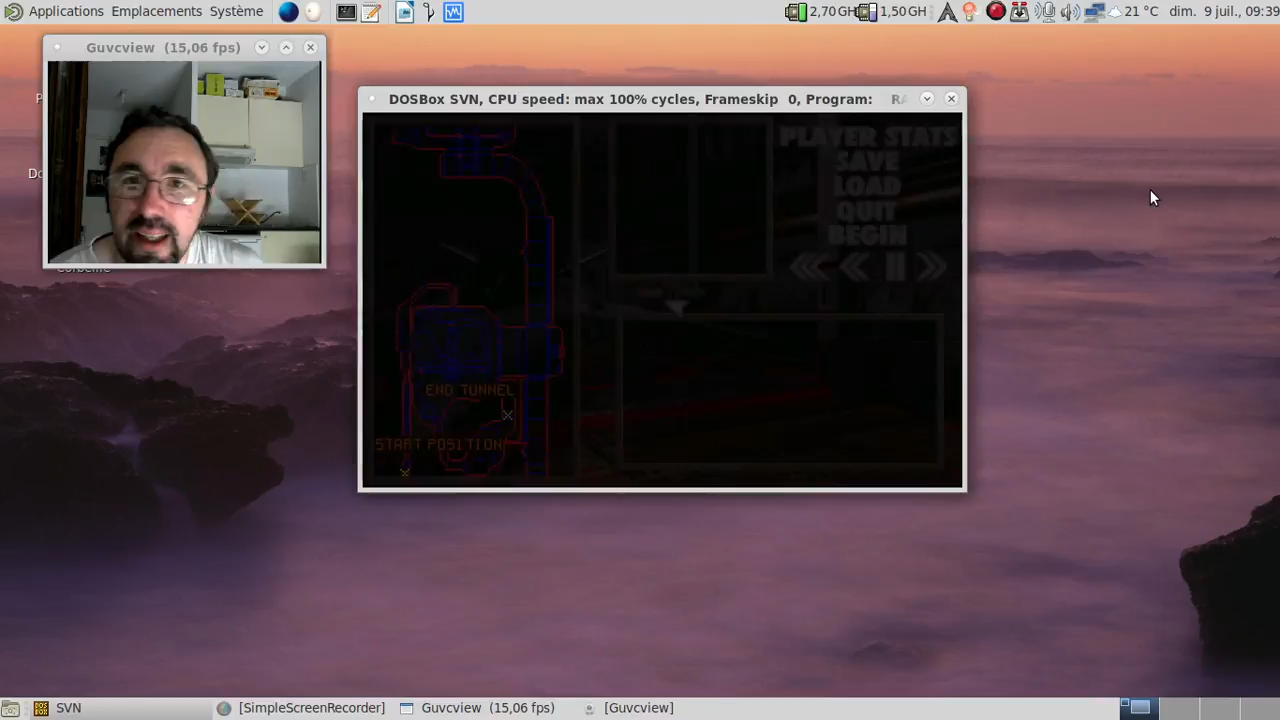 Applications Emplacements Système
2,70 GH
1,50 GH
21 °C
dim. 9 juil., 09:39
Guvcview (15,06 fps)
DOSBox SVN, CPU speed: max 100% cycles, Frameskip 0, Program:
PLAYER STATS
SAVE
LOAD
QUIT
BEGIN
END TUNNEL
START POSITION
DOS
BOX
SVN
[SimpleScreenRecorder]
Guvcview (15,06 fps)
[Guvcview]